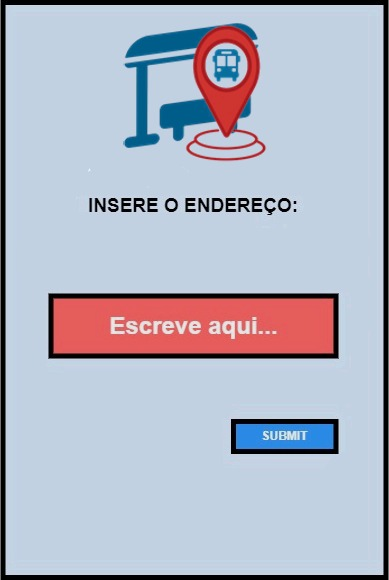 INSERE O ENDEREÇO:
Escreve aqui...
SUBMIT